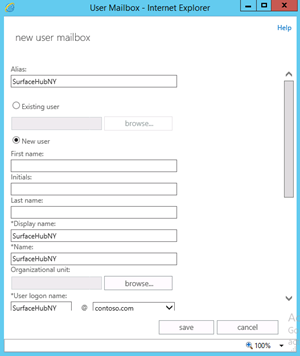 User Mailbox - Internet Explorer
Help
new user mailbox
Alias:
SurfaceHubNY
Existing user
browse...
New user
First name:
Initials:
Last name:
*Display name:
SurfaceHubNY
*Name:
SurfaceHubNY
Organizational unit:
browse...
*User logon name:
SurfaceHubNY @ contoso.com
save cancel
100%